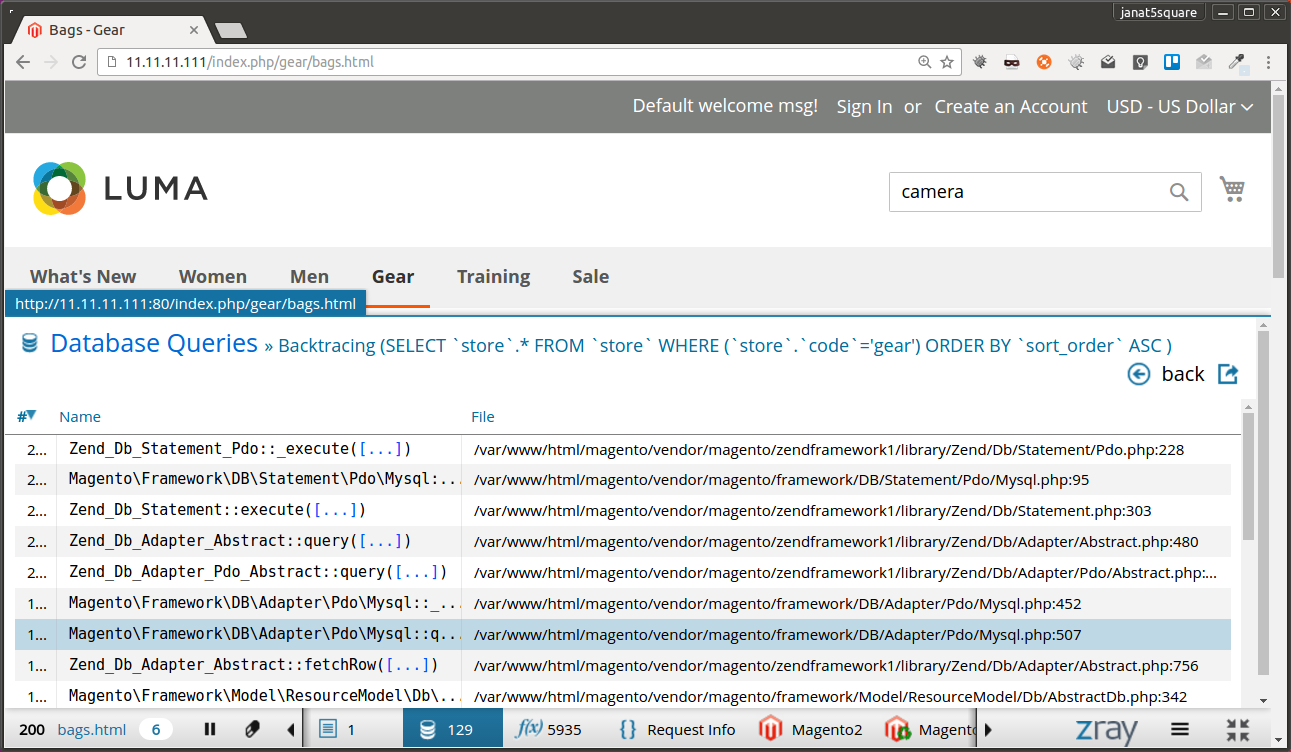 janat5square
Bags - Gear
11.11.11.111/index.php/gear/bags.html
Default welcome msg! Sign In or Create an Account USD - US Dollar
LUMA
camera
What's New Women Men Gear Training Sale
http://11.11.11.111:80/index.php/gear/bags.html
Database Queries » Backtracing (SELECT `store`.* FROM `store` WHERE (`store`.`code`='gear') ORDER BY `sort_order` ASC )
back
# Name File
2... Zend_Db_Statement_Pdo::_execute([...]) /var/www/html/magento/vendor/magento/zendframework1/library/Zend/Db/Statement/Pdo.php:228
2... Magento\Framework\DB\Statement\Pdo\Mysql:... /var/www/html/magento/vendor/magento/framework/DB/Statement/Pdo/Mysql.php:95
2... Zend_Db_Statement::execute([...]) /var/www/html/magento/vendor/magento/zendframework1/library/Zend/Db/Statement.php:303
2... Zend_Db_Adapter_Abstract::query([...]) /var/www/html/magento/vendor/magento/zendframework1/library/Zend/Db/Adapter/Abstract.php:480
2... Zend_Db_Adapter_Pdo_Abstract::query([...]) /var/www/html/magento/vendor/magento/zendframework1/library/Zend/Db/Adapter/Pdo/Abstract.php:...
1... Magento\Framework\DB\Adapter\Pdo\Mysql::_... /var/www/html/magento/vendor/magento/framework/DB/Adapter/Pdo/Mysql.php:452
1... Magento\Framework\DB\Adapter\Pdo\Mysql::q... /var/www/html/magento/vendor/magento/framework/DB/Adapter/Pdo/Mysql.php:507
1... Zend_Db_Adapter_Abstract::fetchRow([...]) /var/www/html/magento/vendor/magento/zendframework1/library/Zend/Db/Adapter/Abstract.php:756
1... Magento\Framework\Model\ResourceModel\Db\... /var/www/html/magento/vendor/magento/framework/Model/ResourceModel/Db/AbstractDb.php:342
200 bags.html 6 1 129 f(x) 5935 {} Request Info Magento2 Magento zray